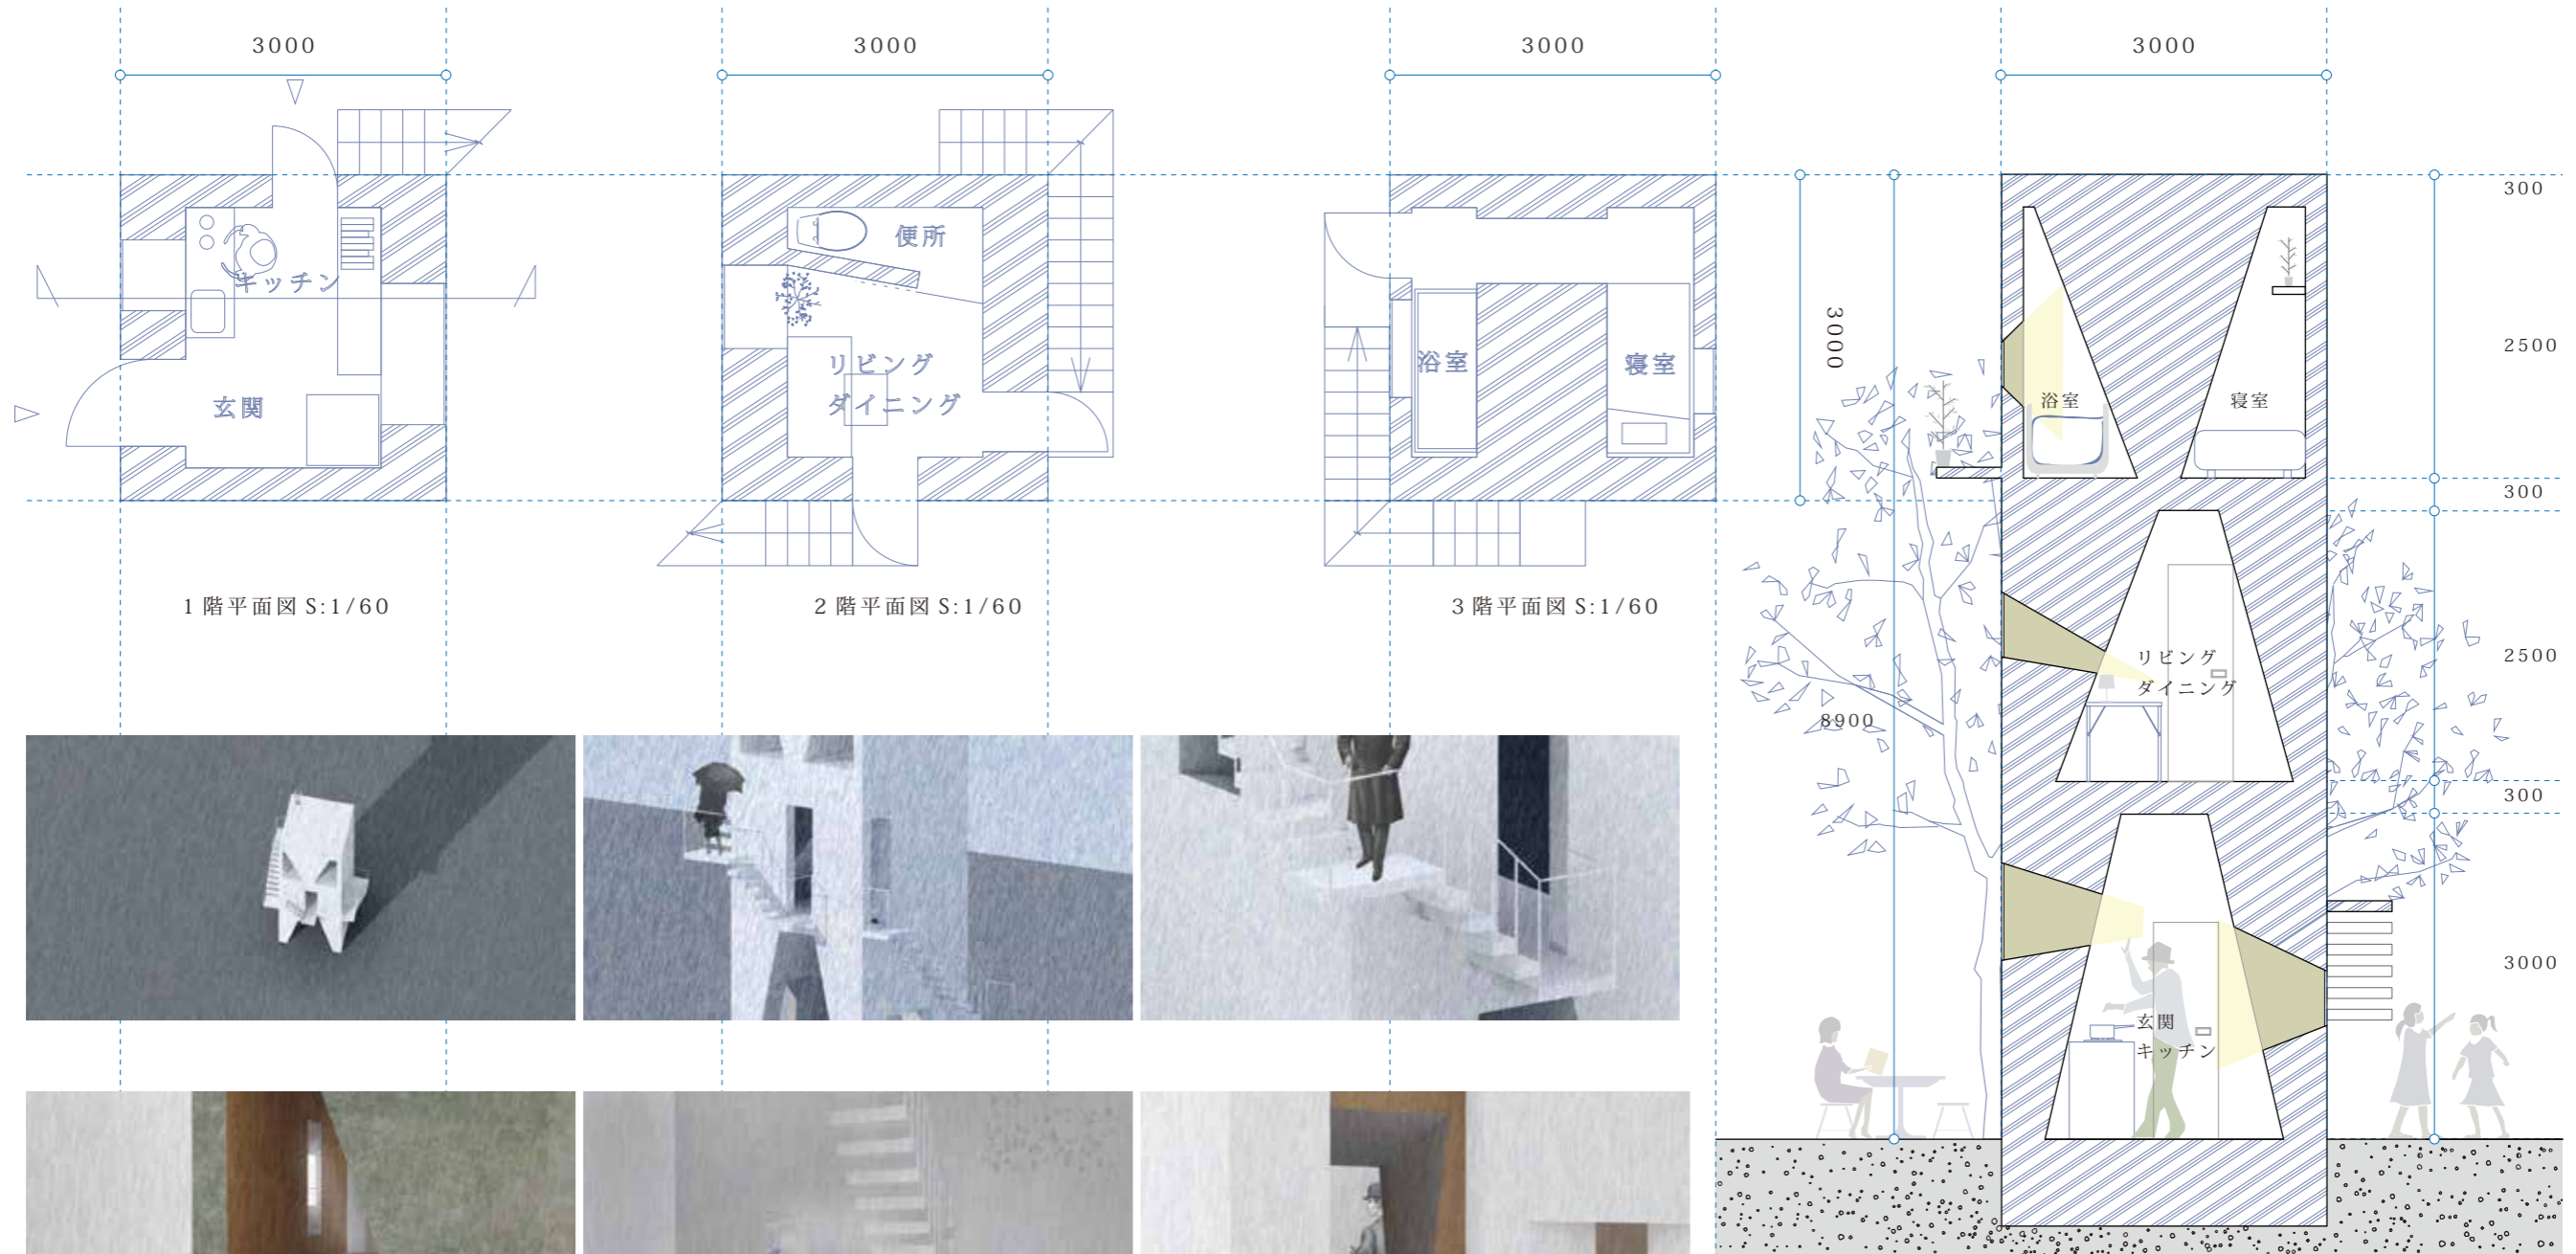 3000
3000
3000
3000
キッチン
玄関
便所
リビング
ダイニング
浴室
寝室
1 階平面図 S:1/60
2 階平面図 S:1/60
3 階平面図 S:1/60
3000
8900
浴室
寝室
リビング
ダイニング
玄関
キッチン
300
2500
300
2500
300
3000